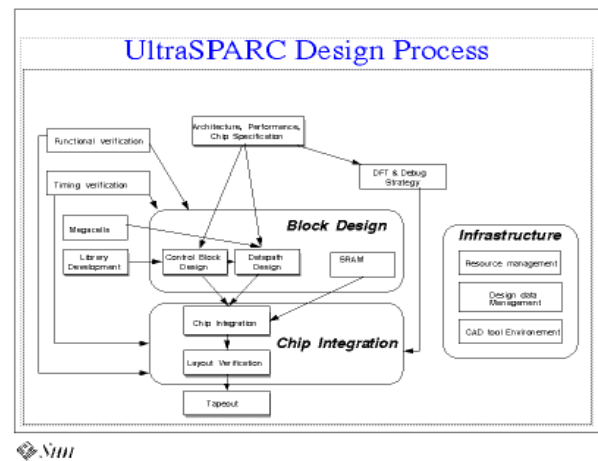 UltraSPARC Design Process
Architecture, Performance,
Chip Specification
Functional verification
DFT & Debug
Strategy
Timing verification
Block Design
Megacells
Library
Development
Control Block
Design
Datapath
Design
SRAM
Infrastructure
Resource management
Design data
Management
CAD tool Environement
Chip Integration
Chip Integration
Layout Verification
Tapeout
Sun